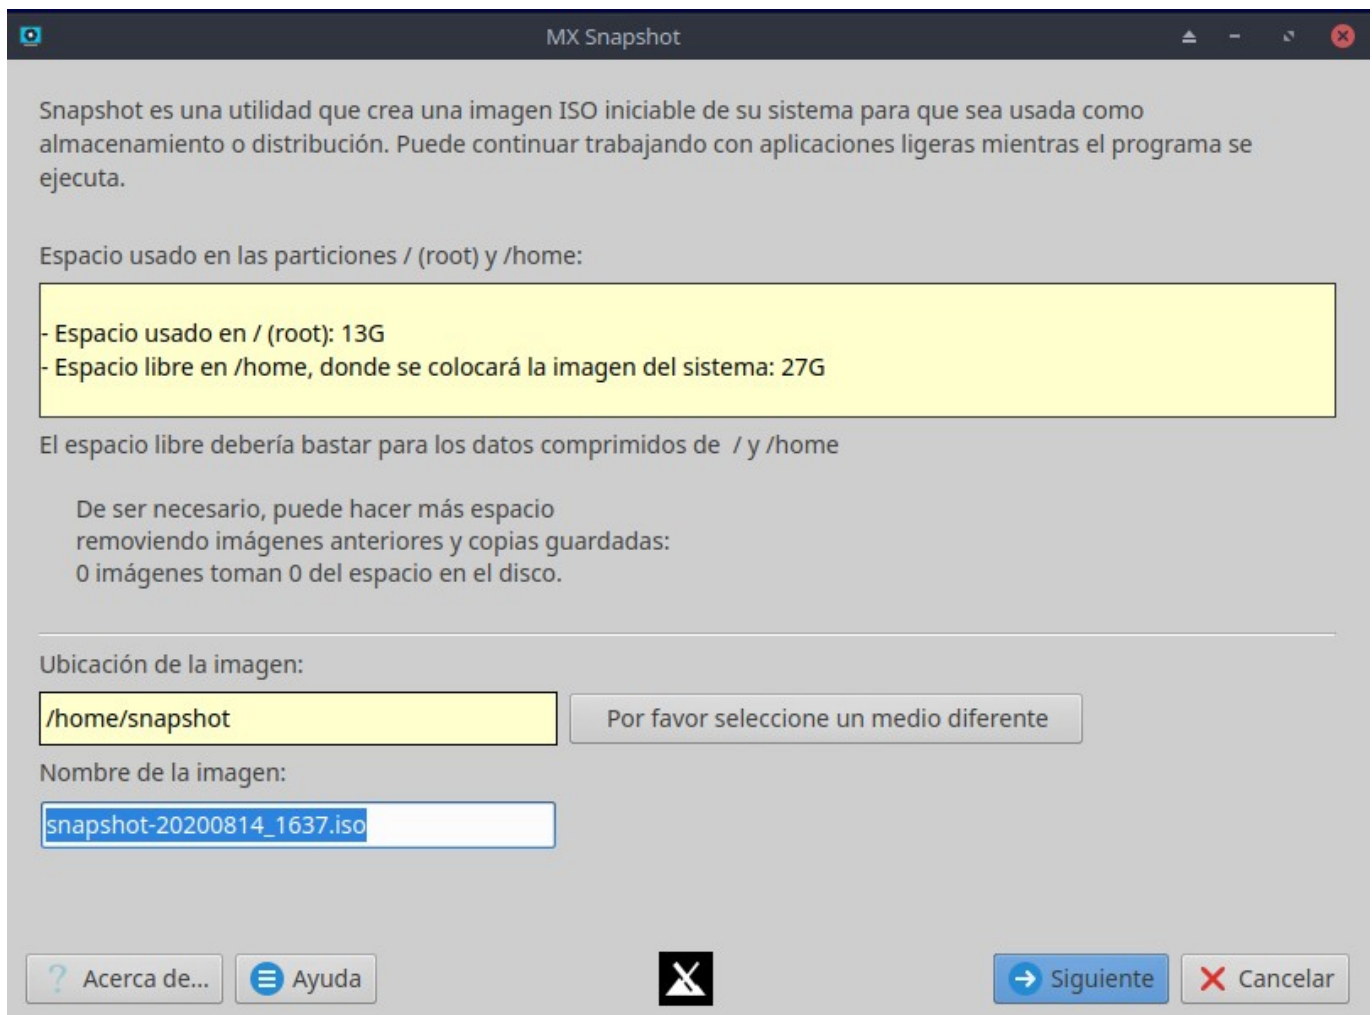 MX Snapshot
Snapshot es una utilidad que crea una imagen ISO iniciable de su sistema para que sea usada como
almacenamiento o distribución. Puede continuar trabajando con aplicaciones ligeras mientras el programa se
ejecuta.
Espacio usado en las particiones / (root) y /home:
- Espacio usado en / (root): 13G
- Espacio libre en /home, donde se colocará la imagen del sistema: 27G
El espacio libre debería bastar para los datos comprimidos de  / y /home
De ser necesario, puede hacer más espacio
removiendo imágenes anteriores y copias guardadas:
0 imágenes toman 0 del espacio en el disco.
Ubicación de la imagen:
/home/snapshot Por favor seleccione un medio diferente
Nombre de la imagen:
snapshot-20200814_1637.iso
? Acerca de... Ayuda Siguiente Cancelar